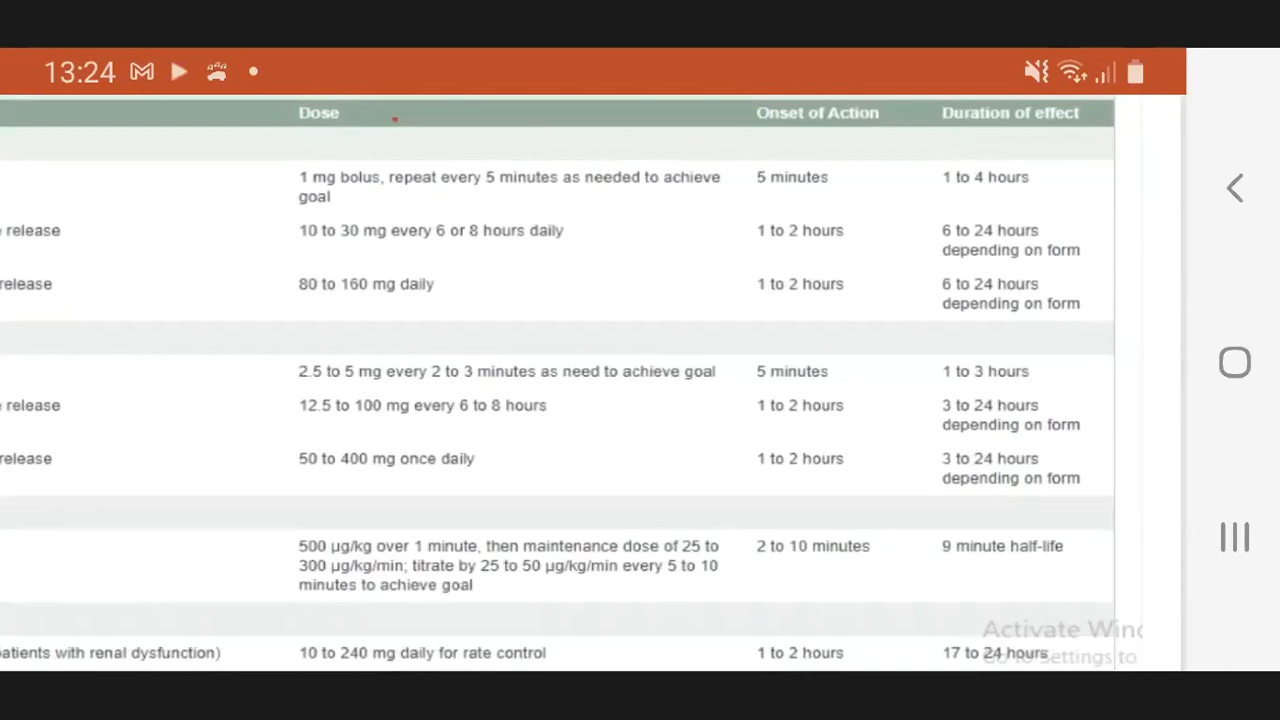 13:24
Dose Onset of Action Duration of effect
1 mg bolus, repeat every 5 minutes as needed to achieve 5 minutes 1 to 4 hours
goal
release 10 to 30 mg every 6 or 8 hours daily 1 to 2 hours 6 to 24 hours
depending on form
release 80 to 160 mg daily 1 to 2 hours 6 to 24 hours
depending on form
2.5 to 5 mg every 2 to 3 minutes as need to achieve goal 5 minutes 1 to 3 hours
release 12.5 to 100 mg every 6 to 8 hours 1 to 2 hours 3 to 24 hours
depending on form
release 50 to 400 mg once daily 1 to 2 hours 3 to 24 hours
depending on form
500 µg/kg over 1 minute, then maintenance dose of 25 to 2 to 10 minutes 9 minute half-life
300 µg/kg/min; titrate by 25 to 50 µg/kg/min every 5 to 10
minutes to achieve goal
Activate Winc
patients with renal dysfunction) 10 to 240 mg daily for rate control 1 to 2 hours 17 to 24 hours
Go to Settings to